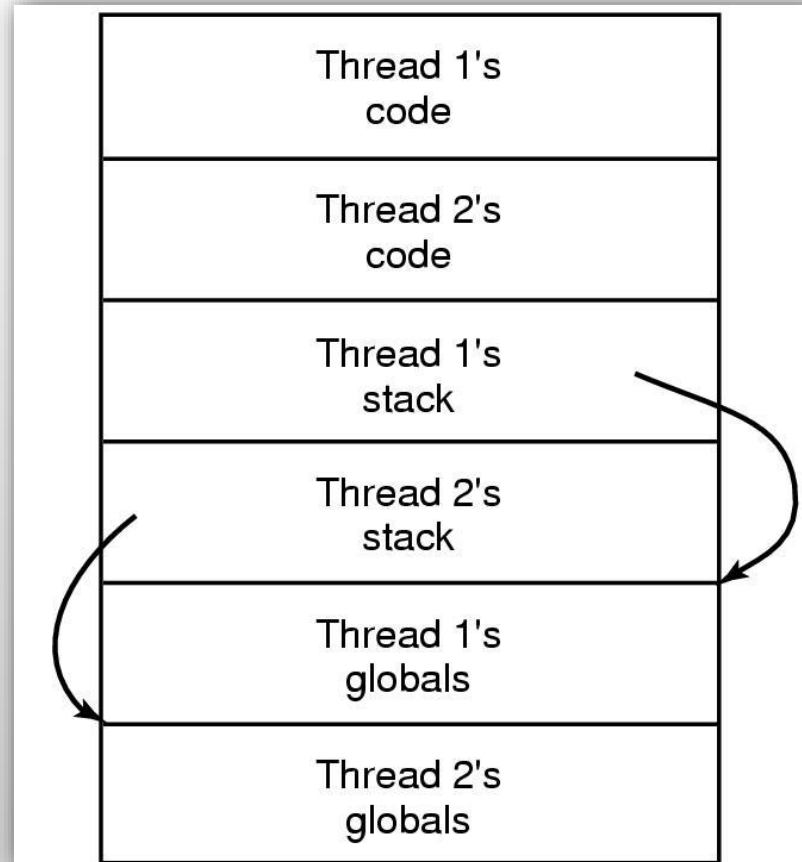 Thread 1's
code
Thread 2's
code
Thread 1's
stack
Thread 2's
stack
Thread 1's
globals
Thread 2's
globals